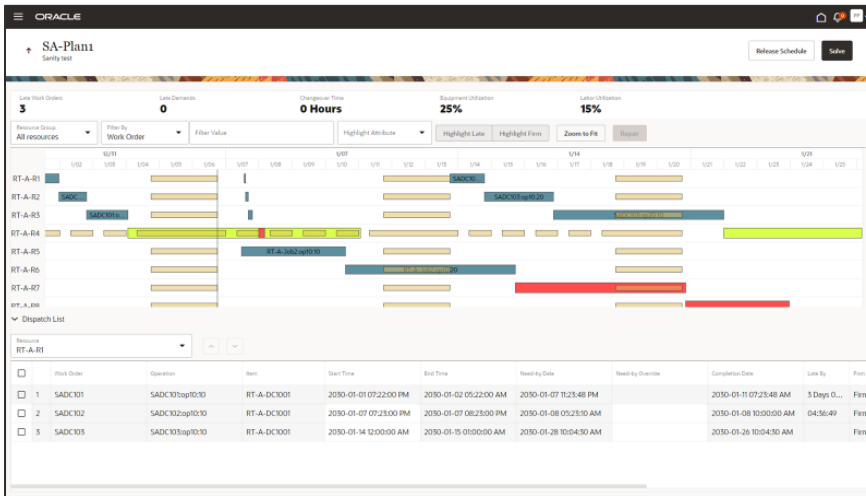 ORACLE
SA-Plan1
Sanity test
Release Schedule
Solve
Late Work Orders
Late Demands
Changeover Time
Equipment Utilization
Labor Utilization
3
0
0 Hours
25%
15%
Resource Group
All resources
Filter By
Work Order
Filter Value
Highlight Attribute
Highlight Late
Highlight Firm
Zoom to Fit
Repair
12/31 1/07 1/14 1/21
1/02 1/03 1/04 1/05 1/06 1/07 1/08 1/09 1/10 1/11 1/12 1/13 1/14 1/15 1/16 1/17 1/18 1/19 1/20 1/21 1/22 1/23 1/24 1/25
RT-A-R1 SADC10...
RT-A-R2 SADC... SADC103:op10:20
RT-A-R3 SADC101:o...
RT-A-R4
RT-A-R5 RT-A-Job2:op10:10
RT-A-R6
RT-A-R7
RT-A-R8
Dispatch List
Resource
RT-A-R1
Work Order Operation Item Start Time End Time Need-by Date Need-by Override Completion Date Late By Firm
1 SADC101 SADC101:op10:10 RT-A-DC1001 2030-01-01 07:22:00 PM 2030-01-02 05:22:00 AM 2030-01-07 11:23:48 PM 2030-01-11 07:23:48 AM 3 Days 0... Firm
2 SADC102 SADC102:op10:10 RT-A-DC1001 2030-01-07 07:23:00 PM 2030-01-07 08:23:00 PM 2030-01-08 05:23:10 AM 2030-01-08 10:00:00 AM 04:36:49 Firm
3 SADC103 SADC103:op10:10 RT-A-DC1001 2030-01-14 12:00:00 AM 2030-01-15 01:00:00 AM 2030-01-28 10:04:30 AM 2030-01-26 10:04:30 AM Firm